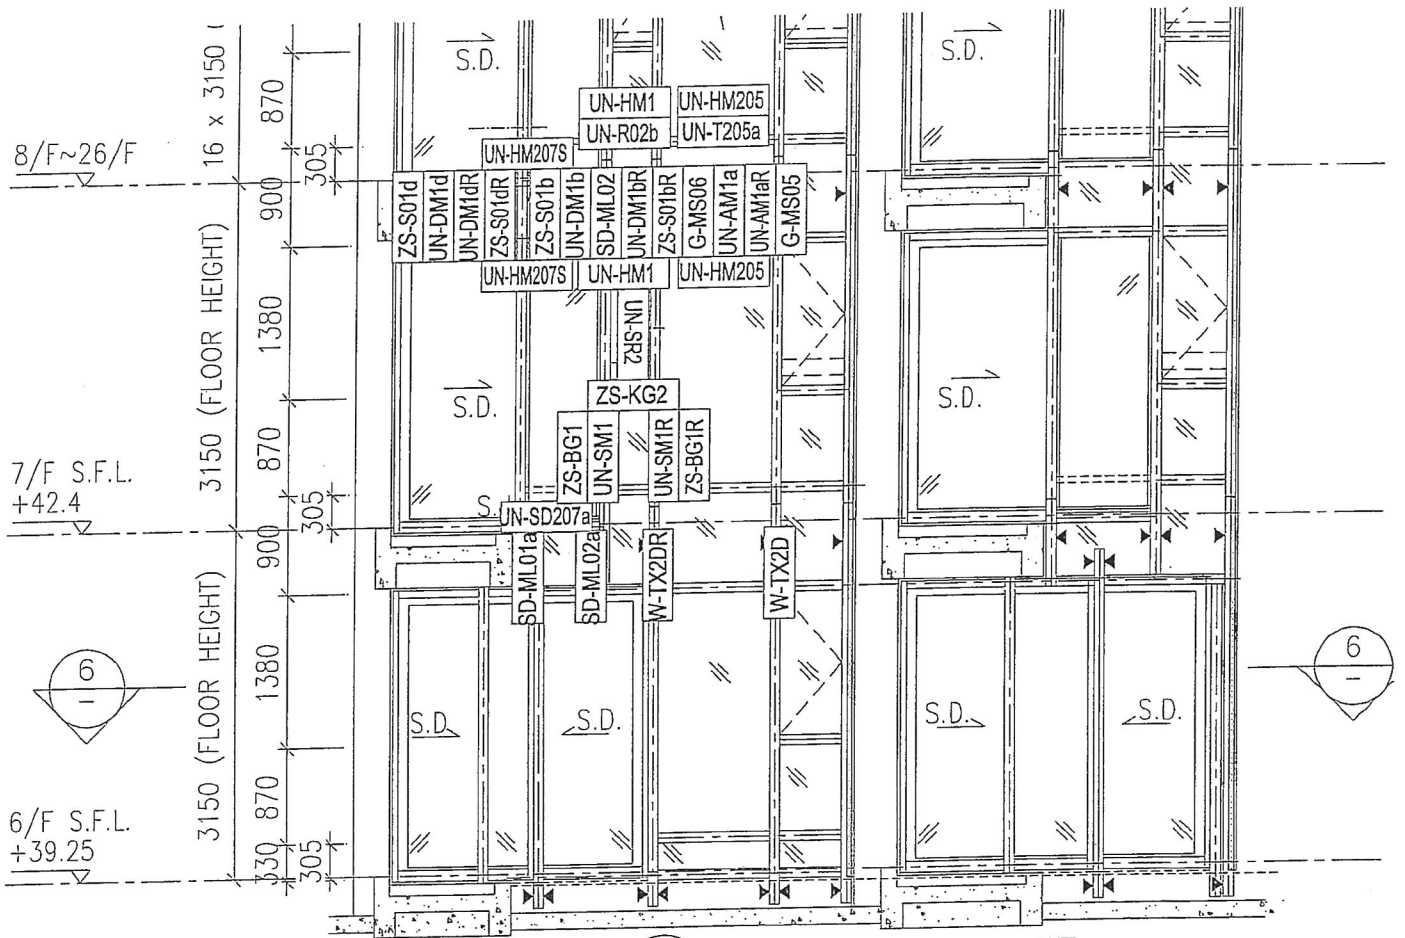 16 x 3150 (
870
S.D.
S.D.
UN-HM1
UN-HM205
UN-R02b
UN-T205a
8/F~26/F
305
UN-HM207S
900
ZS-S01d
UN-DM1d
UN-DM1dR
ZS-S01dR
ZS-S01b
UN-DM1b
SD-ML02
UN-DM1bR
ZS-S01bR
G-MS06
UN-AM1a
UN-AM1aR
G-MS05
UN-HM207S
UN-HM1
UN-HM205
3150 (FLOOR HEIGHT)
1380
UN-SR2
S.D.
S.D.
ZS-KG2
870
ZS-BG1
UN-SM1
UN-SM1R
ZS-BG1R
7/F S.F.L.
+42.4
305
S.
UN-SD207a
900
SD-ML01a
SD-ML02a
W-TX2DR
W-TX2D
3150 (FLOOR HEIGHT)
1380
6
–
6
–
S.D.
S.D.
S.D.
S.D.
870
6/F S.F.L.
+39.25
330
305